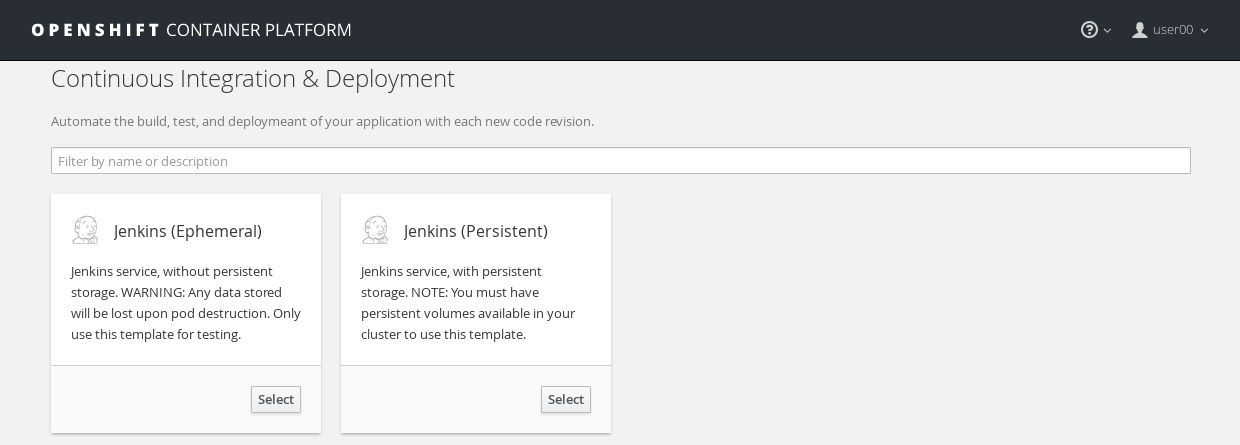 OPENSHIFT CONTAINER PLATFORM
user00
Continuous Integration & Deployment
Automate the build, test, and deploymeant of your application with each new code revision.
Filter by name or description
Jenkins (Ephemeral)
Jenkins service, without persistent
storage. WARNING: Any data stored
will be lost upon pod destruction. Only
use this template for testing.
Select
Jenkins (Persistent)
Jenkins service, with persistent
storage. NOTE: You must have
persistent volumes available in your
cluster to use this template.
Select